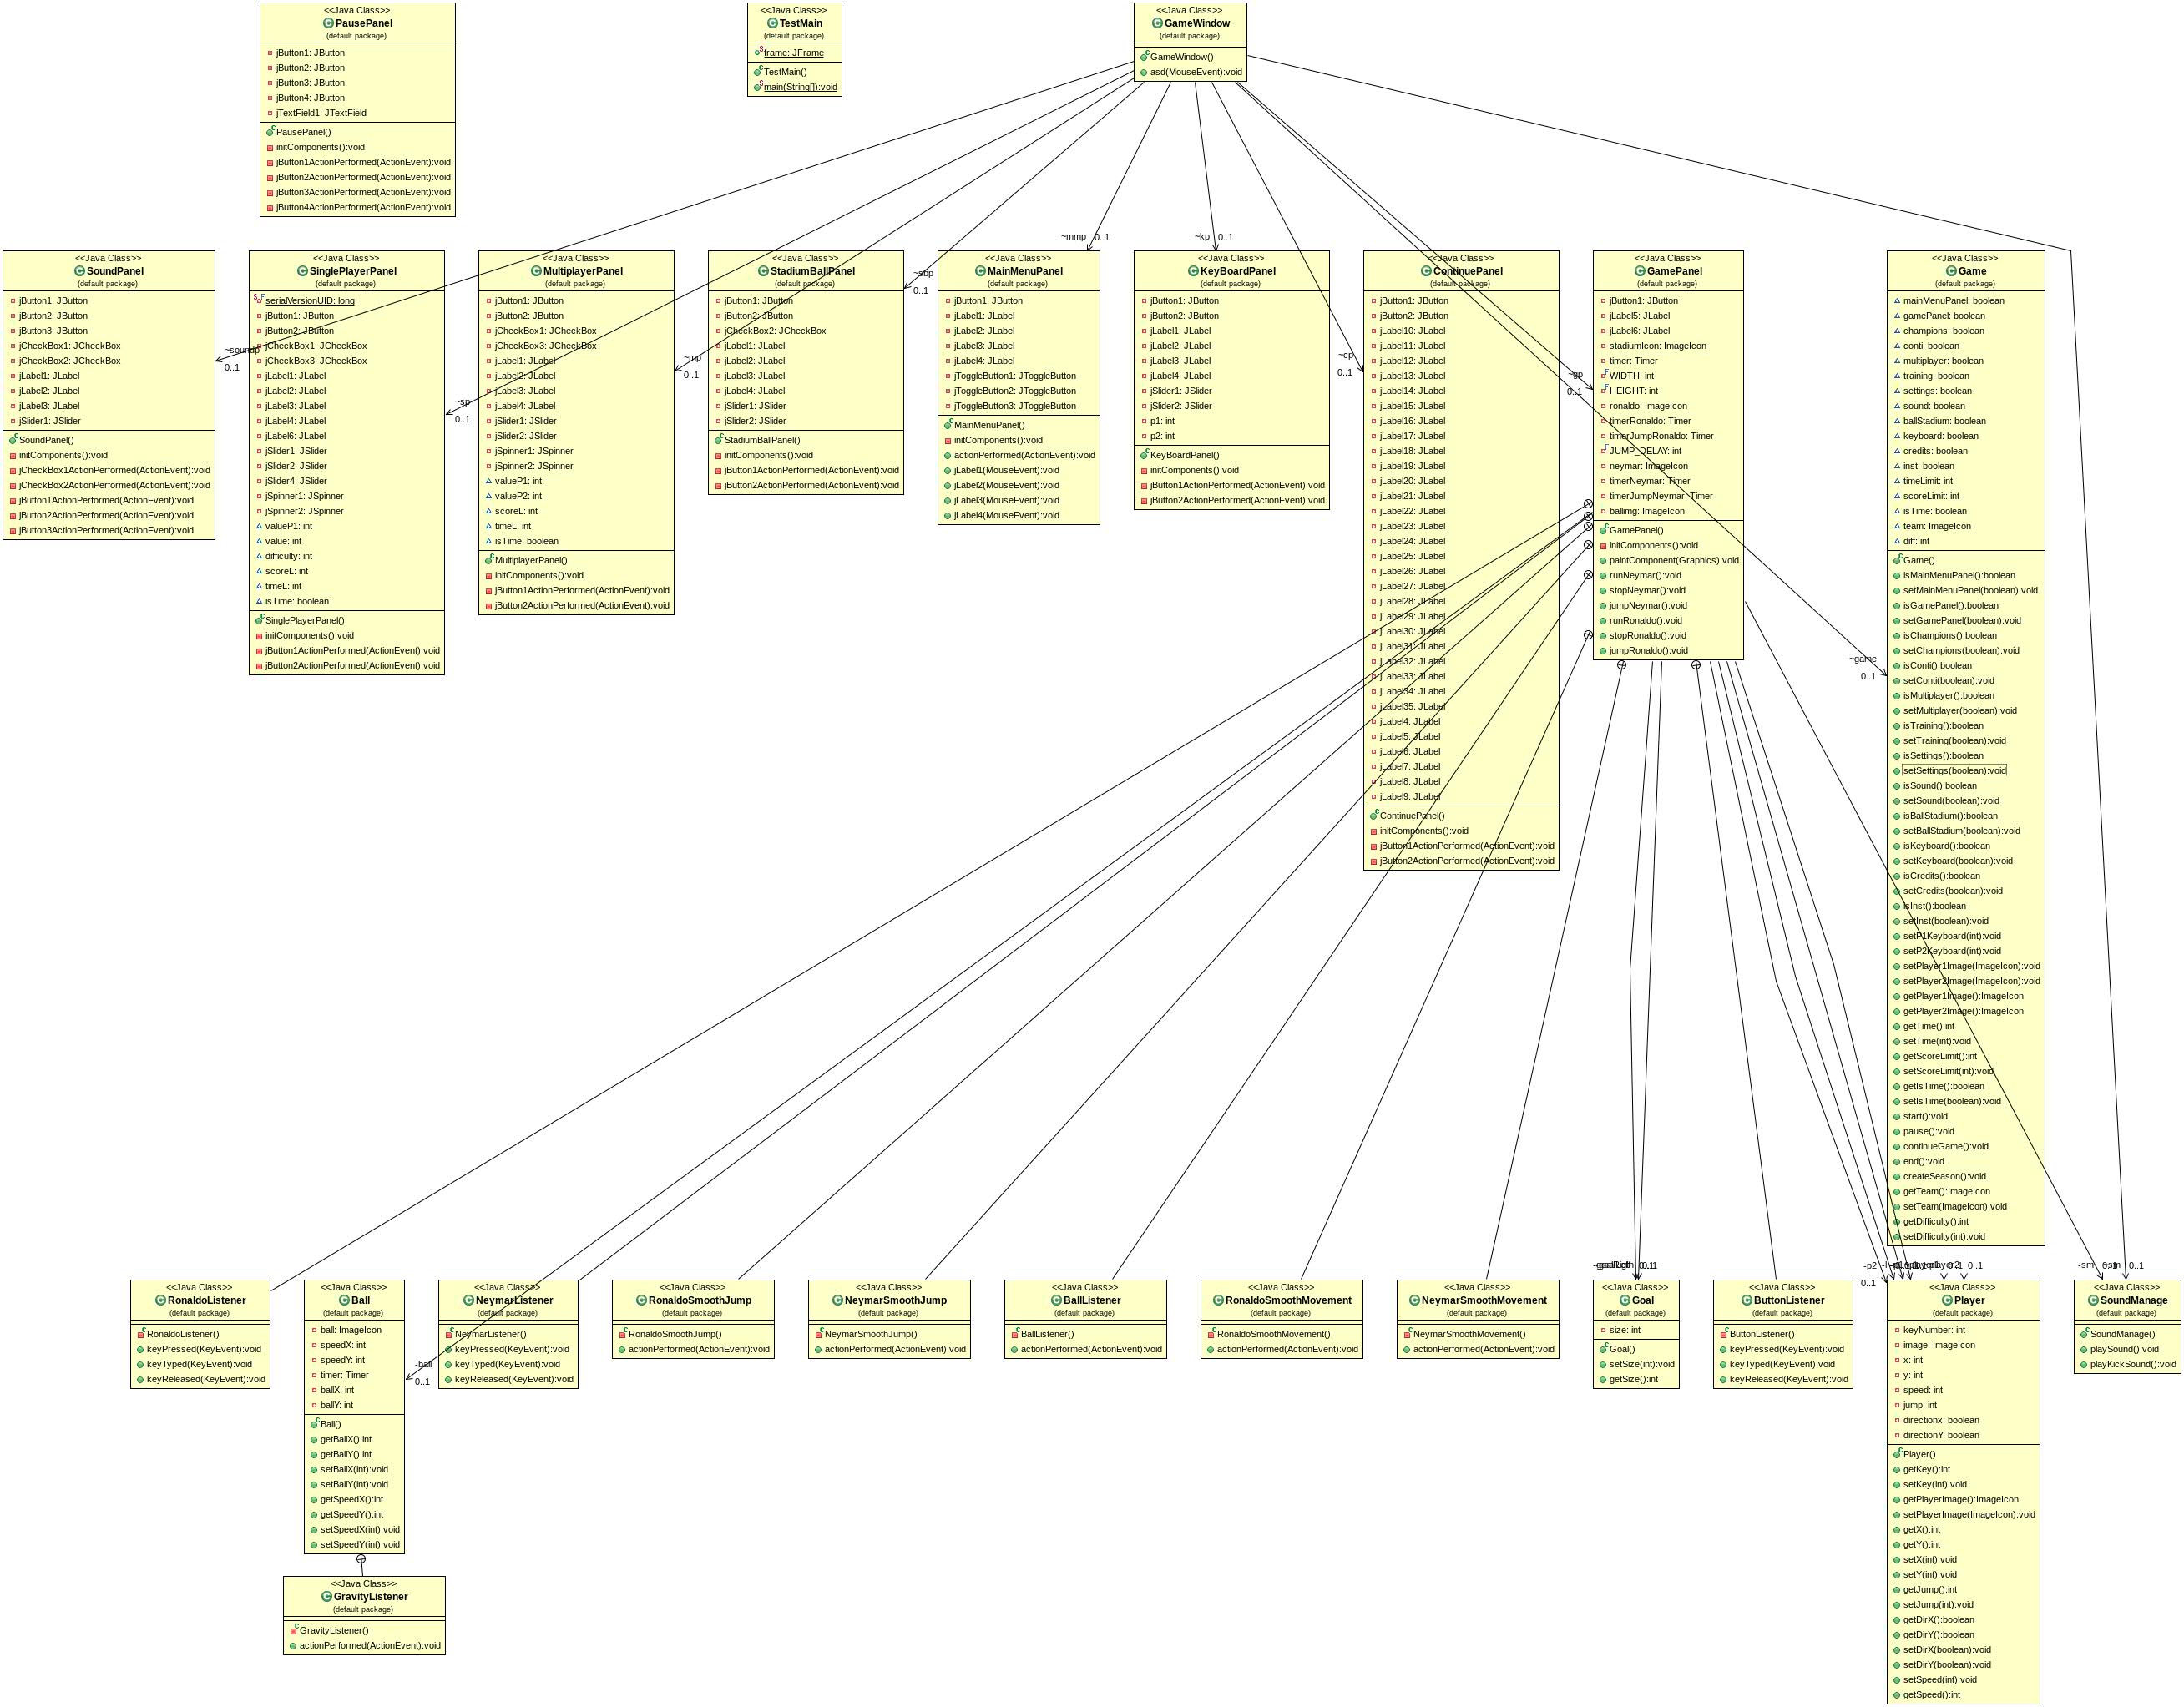 <<Java Class>>
PausePanel
(default package)
jButton1: JButton
jButton2: JButton
jButton3: JButton
jButton4: JButton
jTextField1: JTextField
PausePanel()
initComponents():void
jButton1ActionPerformed(ActionEvent):void
jButton2ActionPerformed(ActionEvent):void
jButton3ActionPerformed(ActionEvent):void
jButton4ActionPerformed(ActionEvent):void
<<Java Class>>
TestMain
(default package)
frame: JFrame
TestMain()
main(String[]):void
<<Java Class>>
GameWindow
(default package)
GameWindow()
asd(MouseEvent):void
~soundp
0..1
~sp
0..1
~mp
0..1
~sbp
0..1
~mmp
0..1
~kp
0..1
~cp
0..1
~gp
0..1
~game
0..1
<<Java Class>>
SoundPanel
(default package)
jButton1: JButton
jButton2: JButton
jButton3: JButton
jCheckBox1: JCheckBox
jCheckBox2: JCheckBox
jLabel1: JLabel
jLabel2: JLabel
jLabel3: JLabel
jSlider1: JSlider
SoundPanel()
initComponents():void
jCheckBox1ActionPerformed(ActionEvent):void
jCheckBox2ActionPerformed(ActionEvent):void
jButton1ActionPerformed(ActionEvent):void
jButton2ActionPerformed(ActionEvent):void
jButton3ActionPerformed(ActionEvent):void
<<Java Class>>
SinglePlayerPanel
(default package)
serialVersionUID: long
jButton1: JButton
jButton2: JButton
jCheckBox1: JCheckBox
jCheckBox3: JCheckBox
jLabel1: JLabel
jLabel2: JLabel
jLabel3: JLabel
jLabel4: JLabel
jLabel6: JLabel
jSlider1: JSlider
jSlider2: JSlider
jSlider4: JSlider
jSpinner1: JSpinner
jSpinner2: JSpinner
valueP1: int
value: int
difficulty: int
scoreL: int
timeL: int
isTime: boolean
SinglePlayerPanel()
initComponents():void
jButton1ActionPerformed(ActionEvent):void
jButton2ActionPerformed(ActionEvent):void
<<Java Class>>
MultiplayerPanel
(default package)
jButton1: JButton
jButton2: JButton
jCheckBox1: JCheckBox
jCheckBox3: JCheckBox
jLabel1: JLabel
jLabel2: JLabel
jLabel3: JLabel
jLabel4: JLabel
jSlider1: JSlider
jSlider2: JSlider
jSpinner1: JSpinner
jSpinner2: JSpinner
valueP1: int
valueP2: int
scoreL: int
timeL: int
isTime: boolean
MultiplayerPanel()
initComponents():void
jButton1ActionPerformed(ActionEvent):void
jButton2ActionPerformed(ActionEvent):void
<<Java Class>>
StadiumBallPanel
(default package)
jButton1: JButton
jButton2: JButton
jCheckBox2: JCheckBox
jLabel1: JLabel
jLabel2: JLabel
jLabel3: JLabel
jLabel4: JLabel
jSlider1: JSlider
jSlider2: JSlider
StadiumBallPanel()
initComponents():void
jButton1ActionPerformed(ActionEvent):void
jButton2ActionPerformed(ActionEvent):void
<<Java Class>>
MainMenuPanel
(default package)
jButton1: JButton
jLabel1: JLabel
jLabel2: JLabel
jLabel3: JLabel
jLabel4: JLabel
jToggleButton1: JToggleButton
jToggleButton2: JToggleButton
jToggleButton3: JToggleButton
MainMenuPanel()
initComponents():void
actionPerformed(ActionEvent):void
jLabel1(MouseEvent):void
jLabel2(MouseEvent):void
jLabel3(MouseEvent):void
jLabel4(MouseEvent):void
<<Java Class>>
KeyBoardPanel
(default package)
jButton1: JButton
jButton2: JButton
jLabel1: JLabel
jLabel2: JLabel
jLabel3: JLabel
jLabel4: JLabel
jSlider1: JSlider
jSlider2: JSlider
p1: int
p2: int
KeyBoardPanel()
initComponents():void
jButton1ActionPerformed(ActionEvent):void
jButton2ActionPerformed(ActionEvent):void
<<Java Class>>
ContinuePanel
(default package)
jButton1: JButton
jButton2: JButton
jLabel10: JLabel
jLabel11: JLabel
jLabel12: JLabel
jLabel13: JLabel
jLabel14: JLabel
jLabel15: JLabel
jLabel16: JLabel
jLabel17: JLabel
jLabel18: JLabel
jLabel19: JLabel
jLabel20: JLabel
jLabel21: JLabel
jLabel22: JLabel
jLabel23: JLabel
jLabel24: JLabel
jLabel25: JLabel
jLabel26: JLabel
jLabel27: JLabel
jLabel28: JLabel
jLabel29: JLabel
jLabel30: JLabel
jLabel31: JLabel
jLabel32: JLabel
jLabel33: JLabel
jLabel34: JLabel
jLabel35: JLabel
jLabel4: JLabel
jLabel5: JLabel
jLabel6: JLabel
jLabel7: JLabel
jLabel8: JLabel
jLabel9: JLabel
ContinuePanel()
initComponents():void
jButton1ActionPerformed(ActionEvent):void
jButton2ActionPerformed(ActionEvent):void
<<Java Class>>
GamePanel
(default package)
jButton1: JButton
jLabel5: JLabel
jLabel6: JLabel
stadiumIcon: ImageIcon
timer: Timer
WIDTH: int
HEIGHT: int
ronaldo: ImageIcon
timerRonaldo: Timer
timerJumpRonaldo: Timer
JUMP_DELAY: int
neymar: ImageIcon
timerNeymar: Timer
timerJumpNeymar: Timer
ballimg: ImageIcon
GamePanel()
initComponents():void
paintComponent(Graphics):void
runNeymar():void
stopNeymar():void
jumpNeymar():void
runRonaldo():void
stopRonaldo():void
jumpRonaldo():void
<<Java Class>>
Game
(default package)
mainMenuPanel: boolean
gamePanel: boolean
champions: boolean
conti: boolean
multiplayer: boolean
training: boolean
settings: boolean
sound: boolean
ballStadium: boolean
keyboard: boolean
credits: boolean
inst: boolean
timeLimit: int
scoreLimit: int
isTime: boolean
team: ImageIcon
diff: int
Game()
isMainMenuPanel():boolean
setMainMenuPanel(boolean):void
isGamePanel():boolean
setGamePanel(boolean):void
isChampions():boolean
setChampions(boolean):void
isConti():boolean
setConti(boolean):void
isMultiplayer():boolean
setMultiplayer(boolean):void
isTraining():boolean
setTraining(boolean):void
isSettings():boolean
setSettings(boolean):void
isSound():boolean
setSound(boolean):void
isBallStadium():boolean
setBallStadium(boolean):void
isKeyboard():boolean
setKeyboard(boolean):void
isCredits():boolean
setCredits(boolean):void
isInst():boolean
setInst(boolean):void
setP1Keyboard(int):void
setP2Keyboard(int):void
setPlayer1Image(ImageIcon):void
setPlayer2Image(ImageIcon):void
getPlayer1Image():ImageIcon
getPlayer2Image():ImageIcon
getTime():int
setTime(int):void
getScoreLimit():int
setScoreLimit(int):void
getIsTime():boolean
setIsTime(boolean):void
start():void
pause():void
continueGame():void
end():void
createSeason():void
getTeam():ImageIcon
setTeam(ImageIcon):void
getDifficulty():int
setDifficulty(int):void
<<Java Class>>
RonaldoListener
(default package)
RonaldoListener()
keyPressed(KeyEvent):void
keyTyped(KeyEvent):void
keyReleased(KeyEvent):void
<<Java Class>>
Ball
(default package)
ball: ImageIcon
speedX: int
speedY: int
timer: Timer
ballX: int
ballY: int
Ball()
getBallX():int
getBallY():int
setBallX(int):void
setBallY(int):void
getSpeedX():int
getSpeedY():int
setSpeedX(int):void
setSpeedY(int):void
-ball
0..1
<<Java Class>>
NeymarListener
(default package)
NeymarListener()
keyPressed(KeyEvent):void
keyTyped(KeyEvent):void
keyReleased(KeyEvent):void
<<Java Class>>
RonaldoSmoothJump
(default package)
RonaldoSmoothJump()
actionPerformed(ActionEvent):void
<<Java Class>>
NeymarSmoothJump
(default package)
NeymarSmoothJump()
actionPerformed(ActionEvent):void
<<Java Class>>
BallListener
(default package)
BallListener()
actionPerformed(ActionEvent):void
<<Java Class>>
RonaldoSmoothMovement
(default package)
RonaldoSmoothMovement()
actionPerformed(ActionEvent):void
<<Java Class>>
NeymarSmoothMovement
(default package)
NeymarSmoothMovement()
actionPerformed(ActionEvent):void
<<Java Class>>
Goal
(default package)
size: int
Goal()
setSize(int):void
getSize():int
<<Java Class>>
ButtonListener
(default package)
ButtonListener()
keyPressed(KeyEvent):void
keyTyped(KeyEvent):void
keyReleased(KeyEvent):void
-p2
0..1
0..1
<<Java Class>>
Player
(default package)
keyNumber: int
image: ImageIcon
x: int
y: int
speed: int
jump: int
directionx: boolean
directionY: boolean
Player()
getKey():int
setKey(int):void
getPlayerImage():ImageIcon
setPlayerImage(ImageIcon):void
getX():int
getY():int
setX(int):void
setY(int):void
getJump():int
setJump(int):void
getDirX():boolean
getDirY():boolean
setDirX(boolean):void
setDirY(boolean):void
setSpeed(int):void
getSpeed():int
-sm
0..1
<<Java Class>>
SoundManage
(default package)
SoundManage()
playSound():void
playKickSound():void
<<Java Class>>
GravityListener
(default package)
GravityListener()
actionPerformed(ActionEvent):void